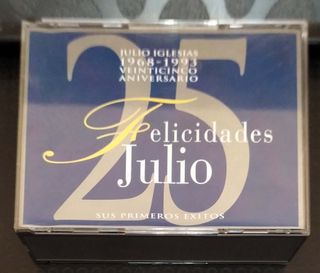 JULIO IGLESIAS
1968-1993
VEINTICINCO
ANIVERSARIO
25
Felicidades
Julio
SUS PRIMEROS EXITOS